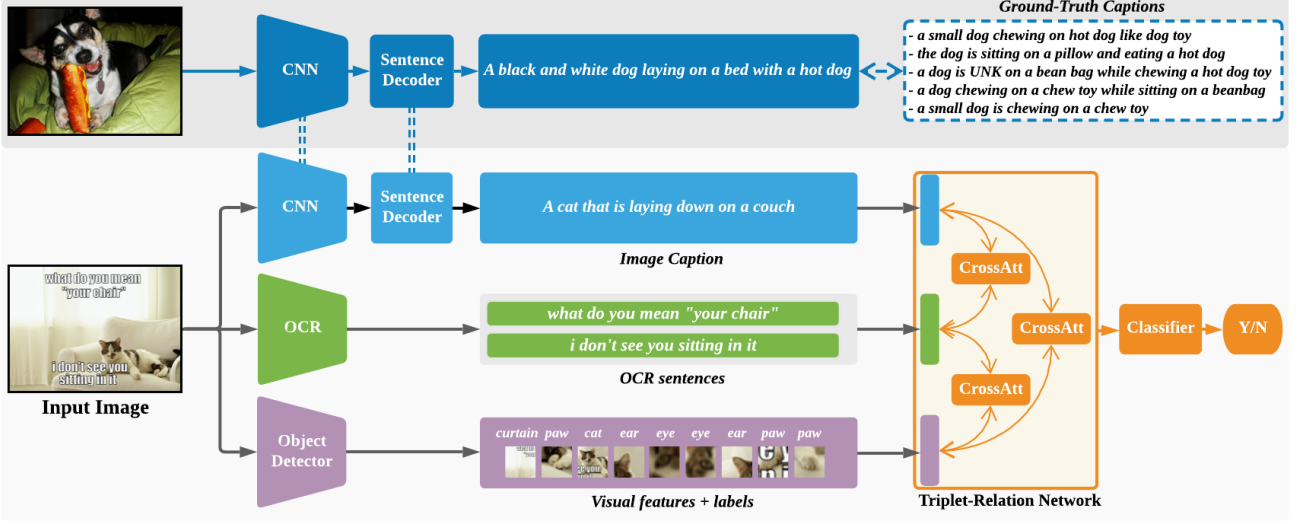 Ground-Truth Captions
CNN
Sentence
Decoder
A black and white dog laying on a bed with a hot dog
- a small dog chewing on hot dog like dog toy
- the dog is sitting on a pillow and eating a hot dog
- a dog is UNK on a bean bag while chewing a hot dog toy
- a dog chewing on a chew toy while sitting on a beanbag
- a small dog is chewing on a chew toy
CNN
Sentence
Decoder
A cat that is laying down on a couch
Image Caption
what do you mean
"your chair"
i don't see you
sitting in it
Input Image
OCR
what do you mean "your chair"
i don't see you sitting in it
OCR sentences
Object
Detector
curtain paw cat ear eye eye ear paw paw
Visual features + labels
CrossAtt
CrossAtt
CrossAtt
Triplet-Relation Network
Classifier
Y/N